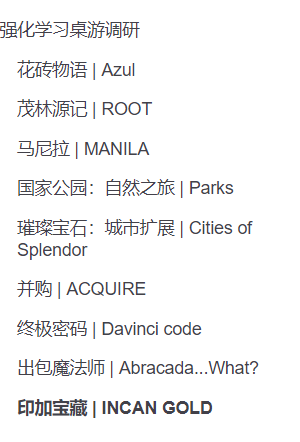 强化学习桌游调研
花砖物语 | Azul
茂林源记 | ROOT
马尼拉 | MANILA
国家公园：自然之旅 | Parks
璀璨宝石：城市扩展 | Cities of
Splendor
并购 | ACQUIRE
终极密码 | Davinci code
出包魔法师 | Abracada...What?
印加宝藏 | INCAN GOLD